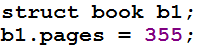 struct book b1;
b1.pages = 355;